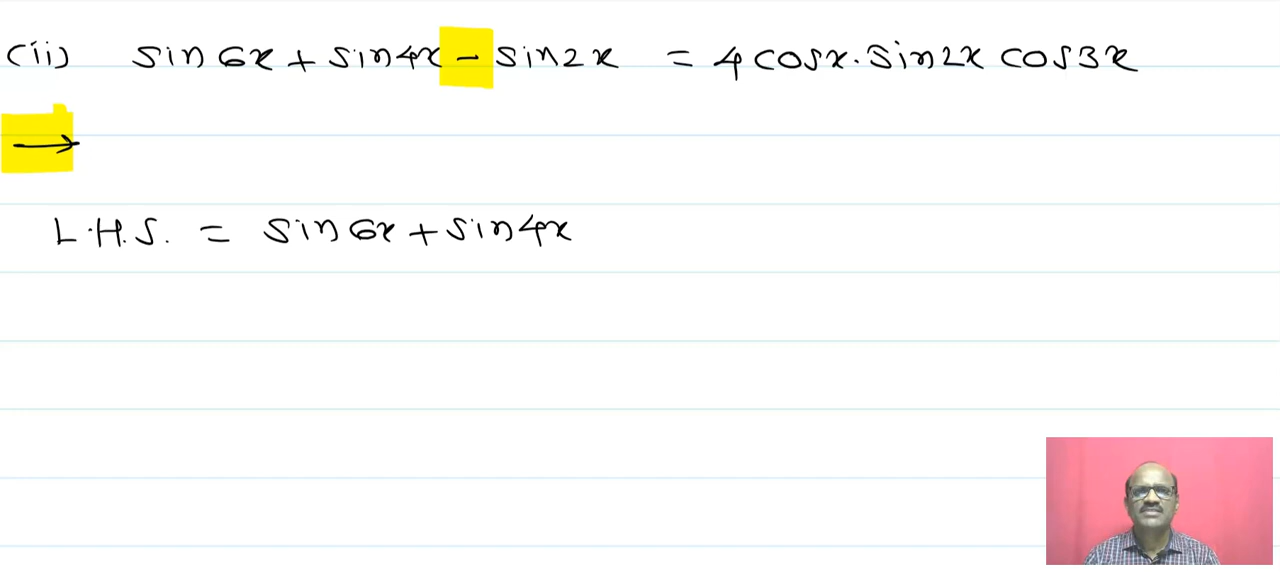 (ii) sin6x + sin4x - sin2x = 4cosx.sin2x cos3x
→
L.H.S. = sin6x + sin4x